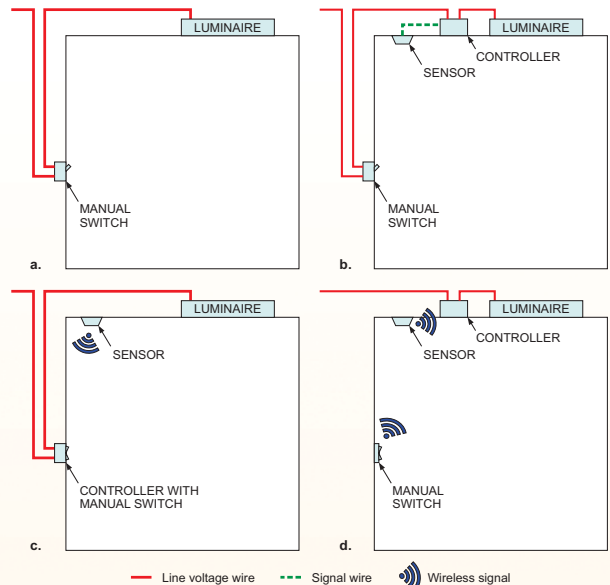 LUMINAIRE
MANUAL
SWITCH
a.
LUMINAIRE
CONTROLLER
SENSOR
MANUAL
SWITCH
b.
LUMINAIRE
SENSOR
CONTROLLER WITH
MANUAL SWITCH
c.
LUMINAIRE
CONTROLLER
SENSOR
MANUAL
SWITCH
d.
Line voltage wire Signal wire Wireless signal